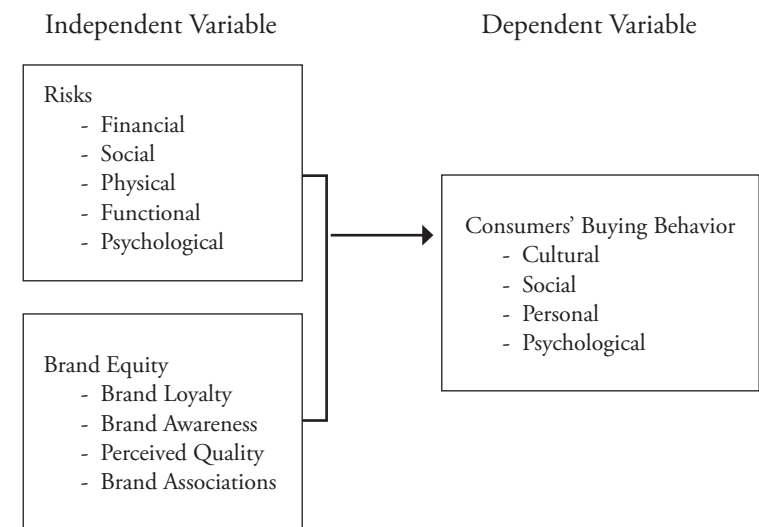 Independent Variable
Dependent Variable
Risks
- Financial
- Social
- Physical
- Functional
- Psychological
Brand Equity
- Brand Loyalty
- Brand Awareness
- Perceived Quality
- Brand Associations
Consumers’ Buying Behavior
- Cultural
- Social
- Personal
- Psychological